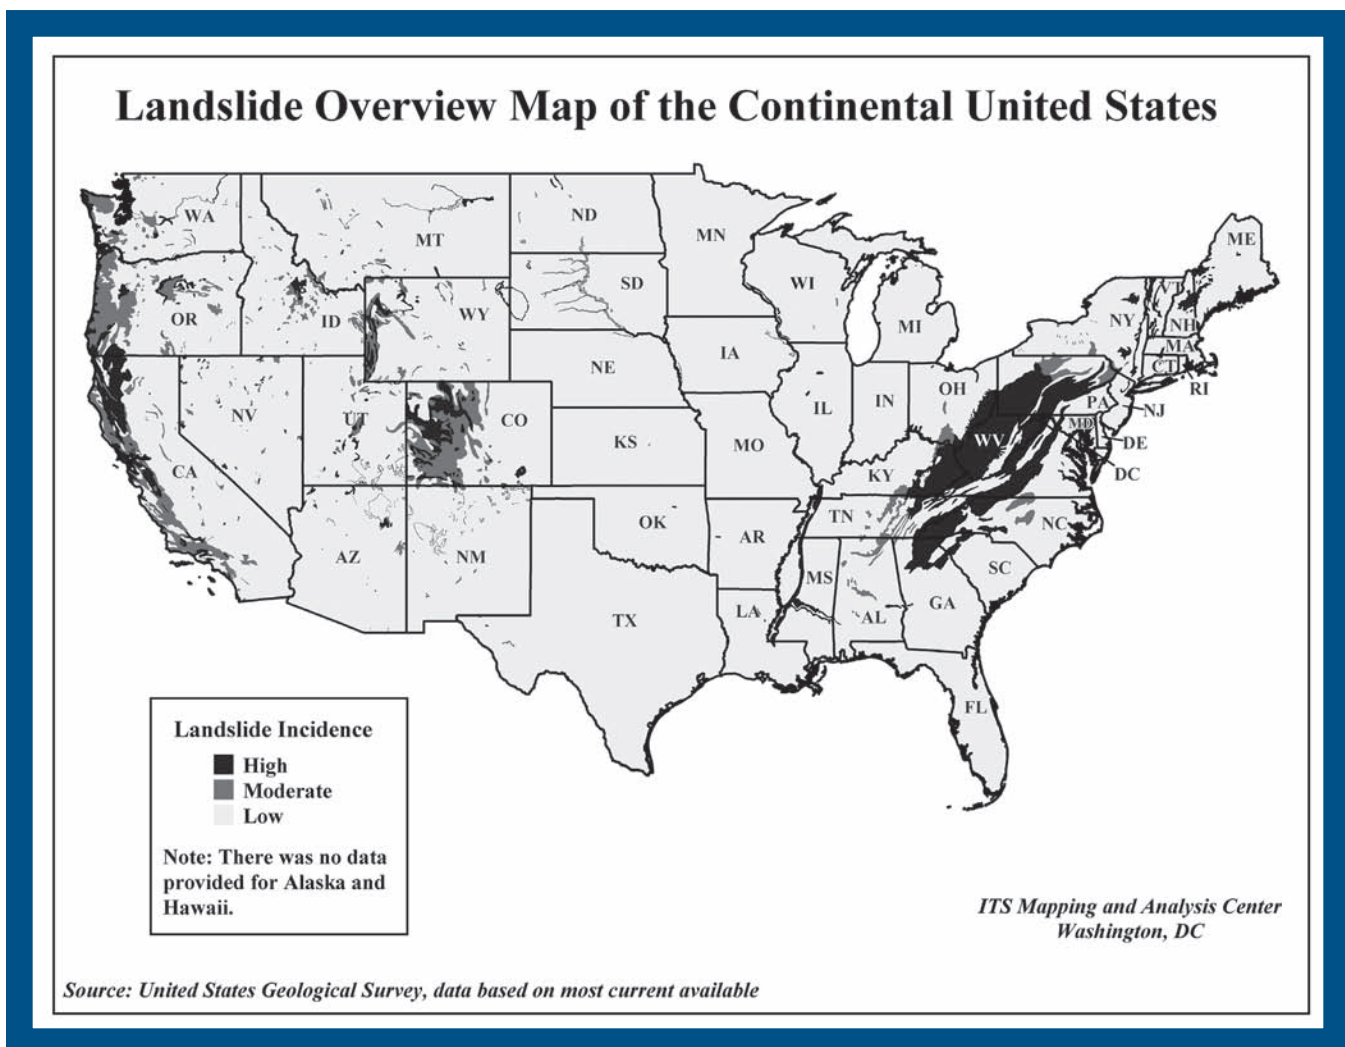 Landslide Overview Map of the Continental United States
WA
MT
ND
MN
ME
OR
ID
WY
SD
WI
MI
NY
VT
NH
MA
CT
RI
NV
UT
CO
NE
IA
IL
IN
OH
PA
NJ
CA
KS
MO
KY
WV
MD
DE
DC
AZ
NM
OK
AR
TN
NC
TX
LA
MS
AL
GA
SC
FL
Landslide Incidence
High
Moderate
Low
Note: There was no data
provided for Alaska and
Hawaii.
ITS Mapping and Analysis Center
Washington, DC
Source: United States Geological Survey, data based on most current available